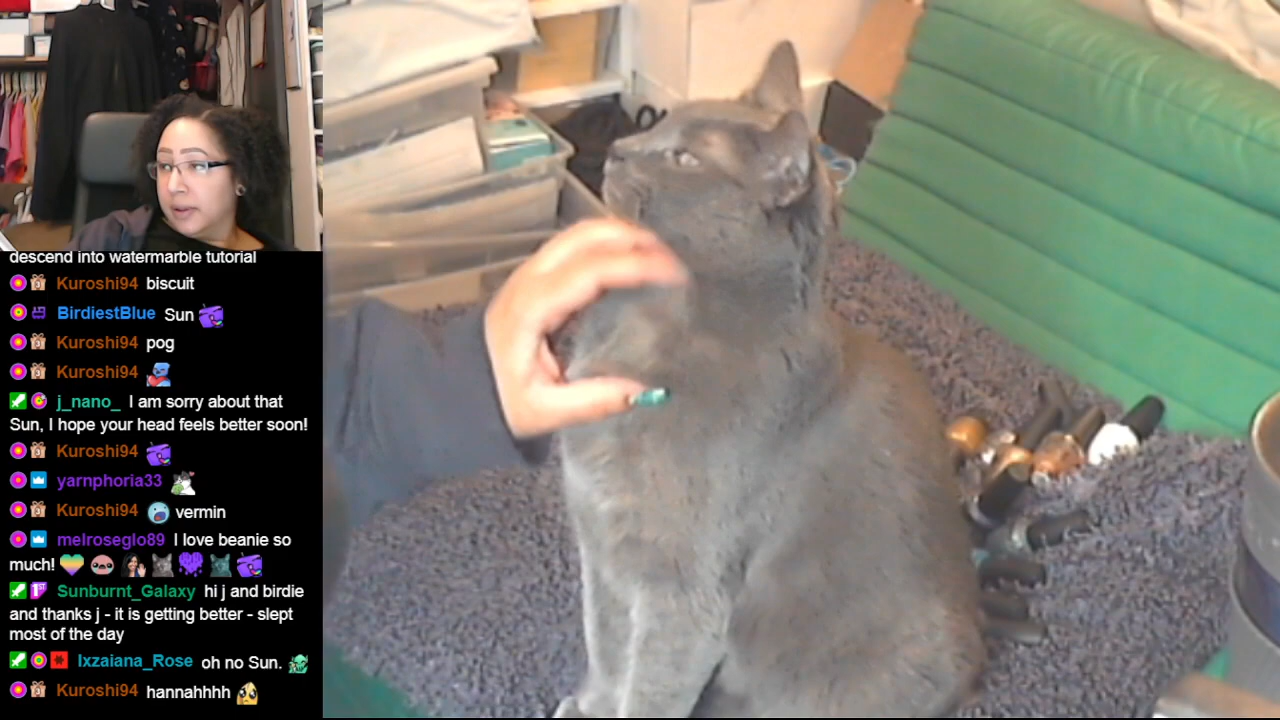 descend into watermarble tutorial
Kuroshi94 biscuit
BirdiestBlue Sun
Kuroshi94 pog
Kuroshi94
j_nano_ I am sorry about that
Sun, I hope your head feels better soon!
Kuroshi94
yarnphoria33
Kuroshi94 vermin
melroseglo89 I love beanie so
much!
Sunburnt_Galaxy hi j and birdie
and thanks j - it is getting better - slept
most of the day
Ixzaiana_Rose oh no Sun.
Kuroshi94 hannahhhh